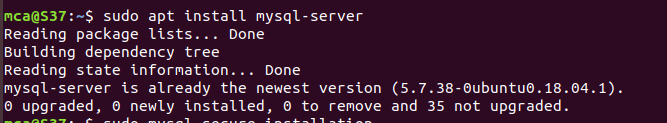 mca@S37:~$ sudo apt install mysql-server
Reading package lists... Done
Building dependency tree
Reading state information... Done
mysql-server is already the newest version (5.7.38-0ubuntu0.18.04.1).
0 upgraded, 0 newly installed, 0 to remove and 35 not upgraded.
mca@S37:~$ sudo mysql_secure_installation